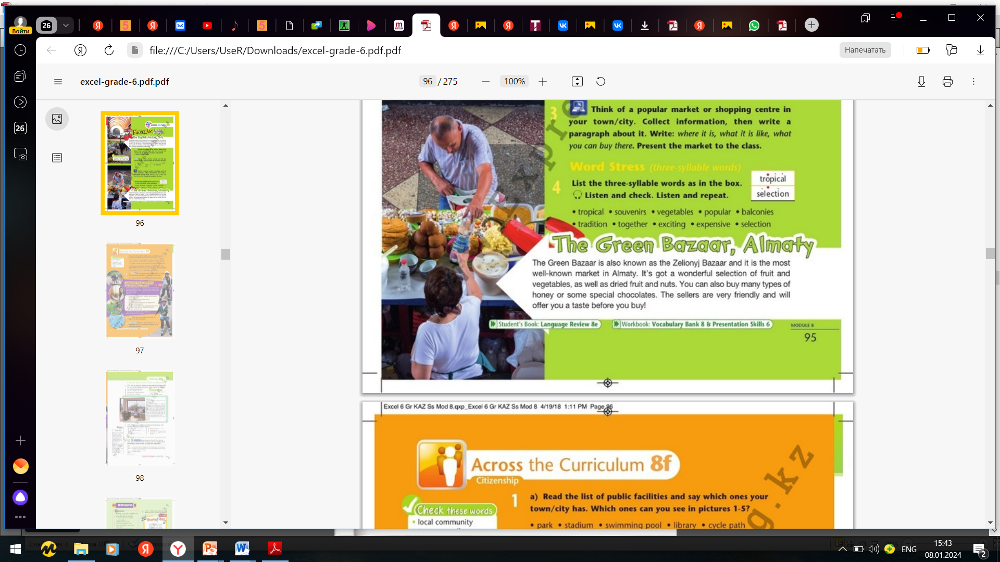 26
Войти
file:///C:/Users/UseR/Downloads/excel-grade-6.pdf.pdf
Напечатать
excel-grade-6.pdf.pdf
96 / 275
100%
26
96
97
98
3 Think of a popular market or shopping centre in
your town/city. Collect information, then write a
paragraph about it. Write: where it is, what it is like, what
you can buy there. Present the market to the class.
Word Stress (three-syllable words)
4 List the three-syllable words as in the box.
Listen and check. Listen and repeat.
tropical
selection
• tropical • souvenirs • vegetables • popular • balconies
• tradition • together • exciting • expensive • selection
The Green Bazaar, Almaty
The Green Bazaar is also known as the Zelionyj Bazaar and it is the most
well-known market in Almaty. It's got a wonderful selection of fruit and
vegetables, as well as dried fruit and nuts. You can also buy many types of
honey or some special chocolates. The sellers are very friendly and will
offer you a taste before you buy!
Student's Book: Language Review 8e
Workbook: Vocabulary Bank 8 & Presentation Skills 6
MODULE 8
95
Excel 6 Gr KAZ Ss Mod 8.qxp_Excel 6 Gr KAZ Ss Mod 8 4/19/18 1:11 PM Page 96
Across the Curriculum 8f
Citizenship
Check these words
• local community
1 a) Read the list of public facilities and say which ones your
town/city has. Which ones can you see in pictures 1-5?
• park • stadium • swimming pool • library • cycle path
g.kz
ENG
15:43
08.01.2024
2